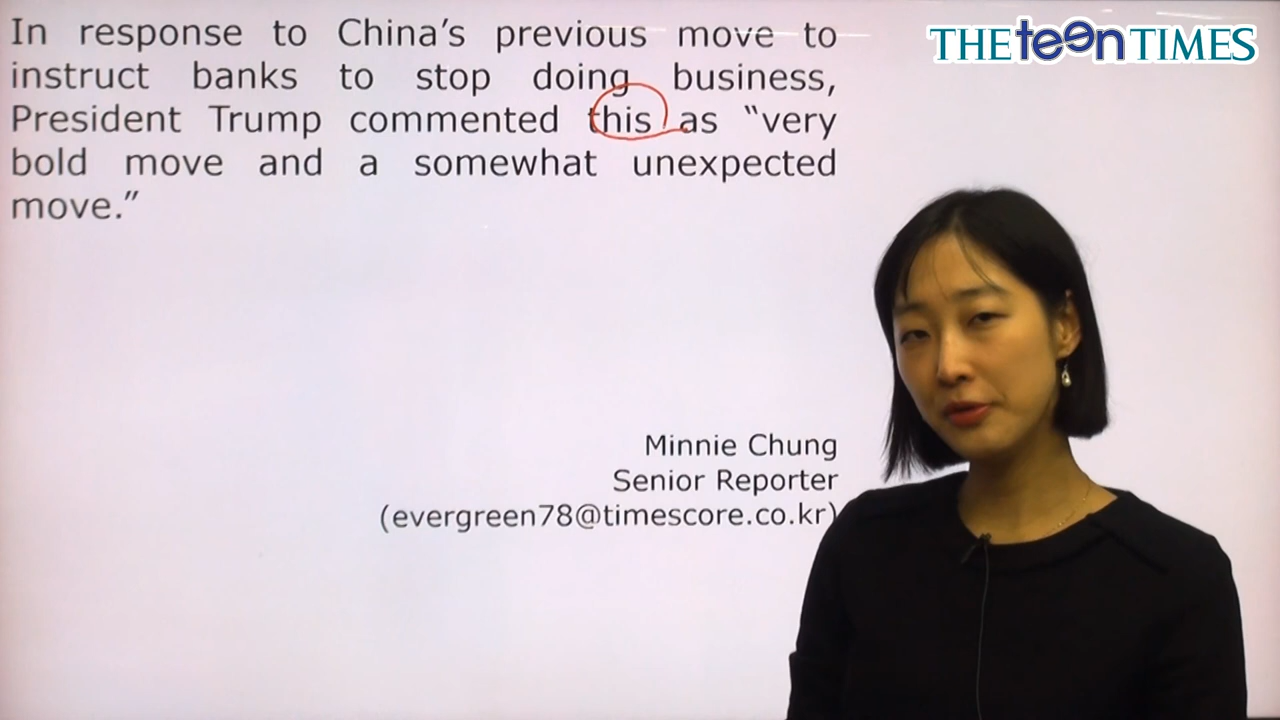 THE teen TIMES
In response to China's previous move to
instruct banks to stop doing business,
President Trump commented this as “very
bold move and a somewhat unexpected
move.”
Minnie Chung
Senior Reporter
(evergreen78@timescore.co.kr)